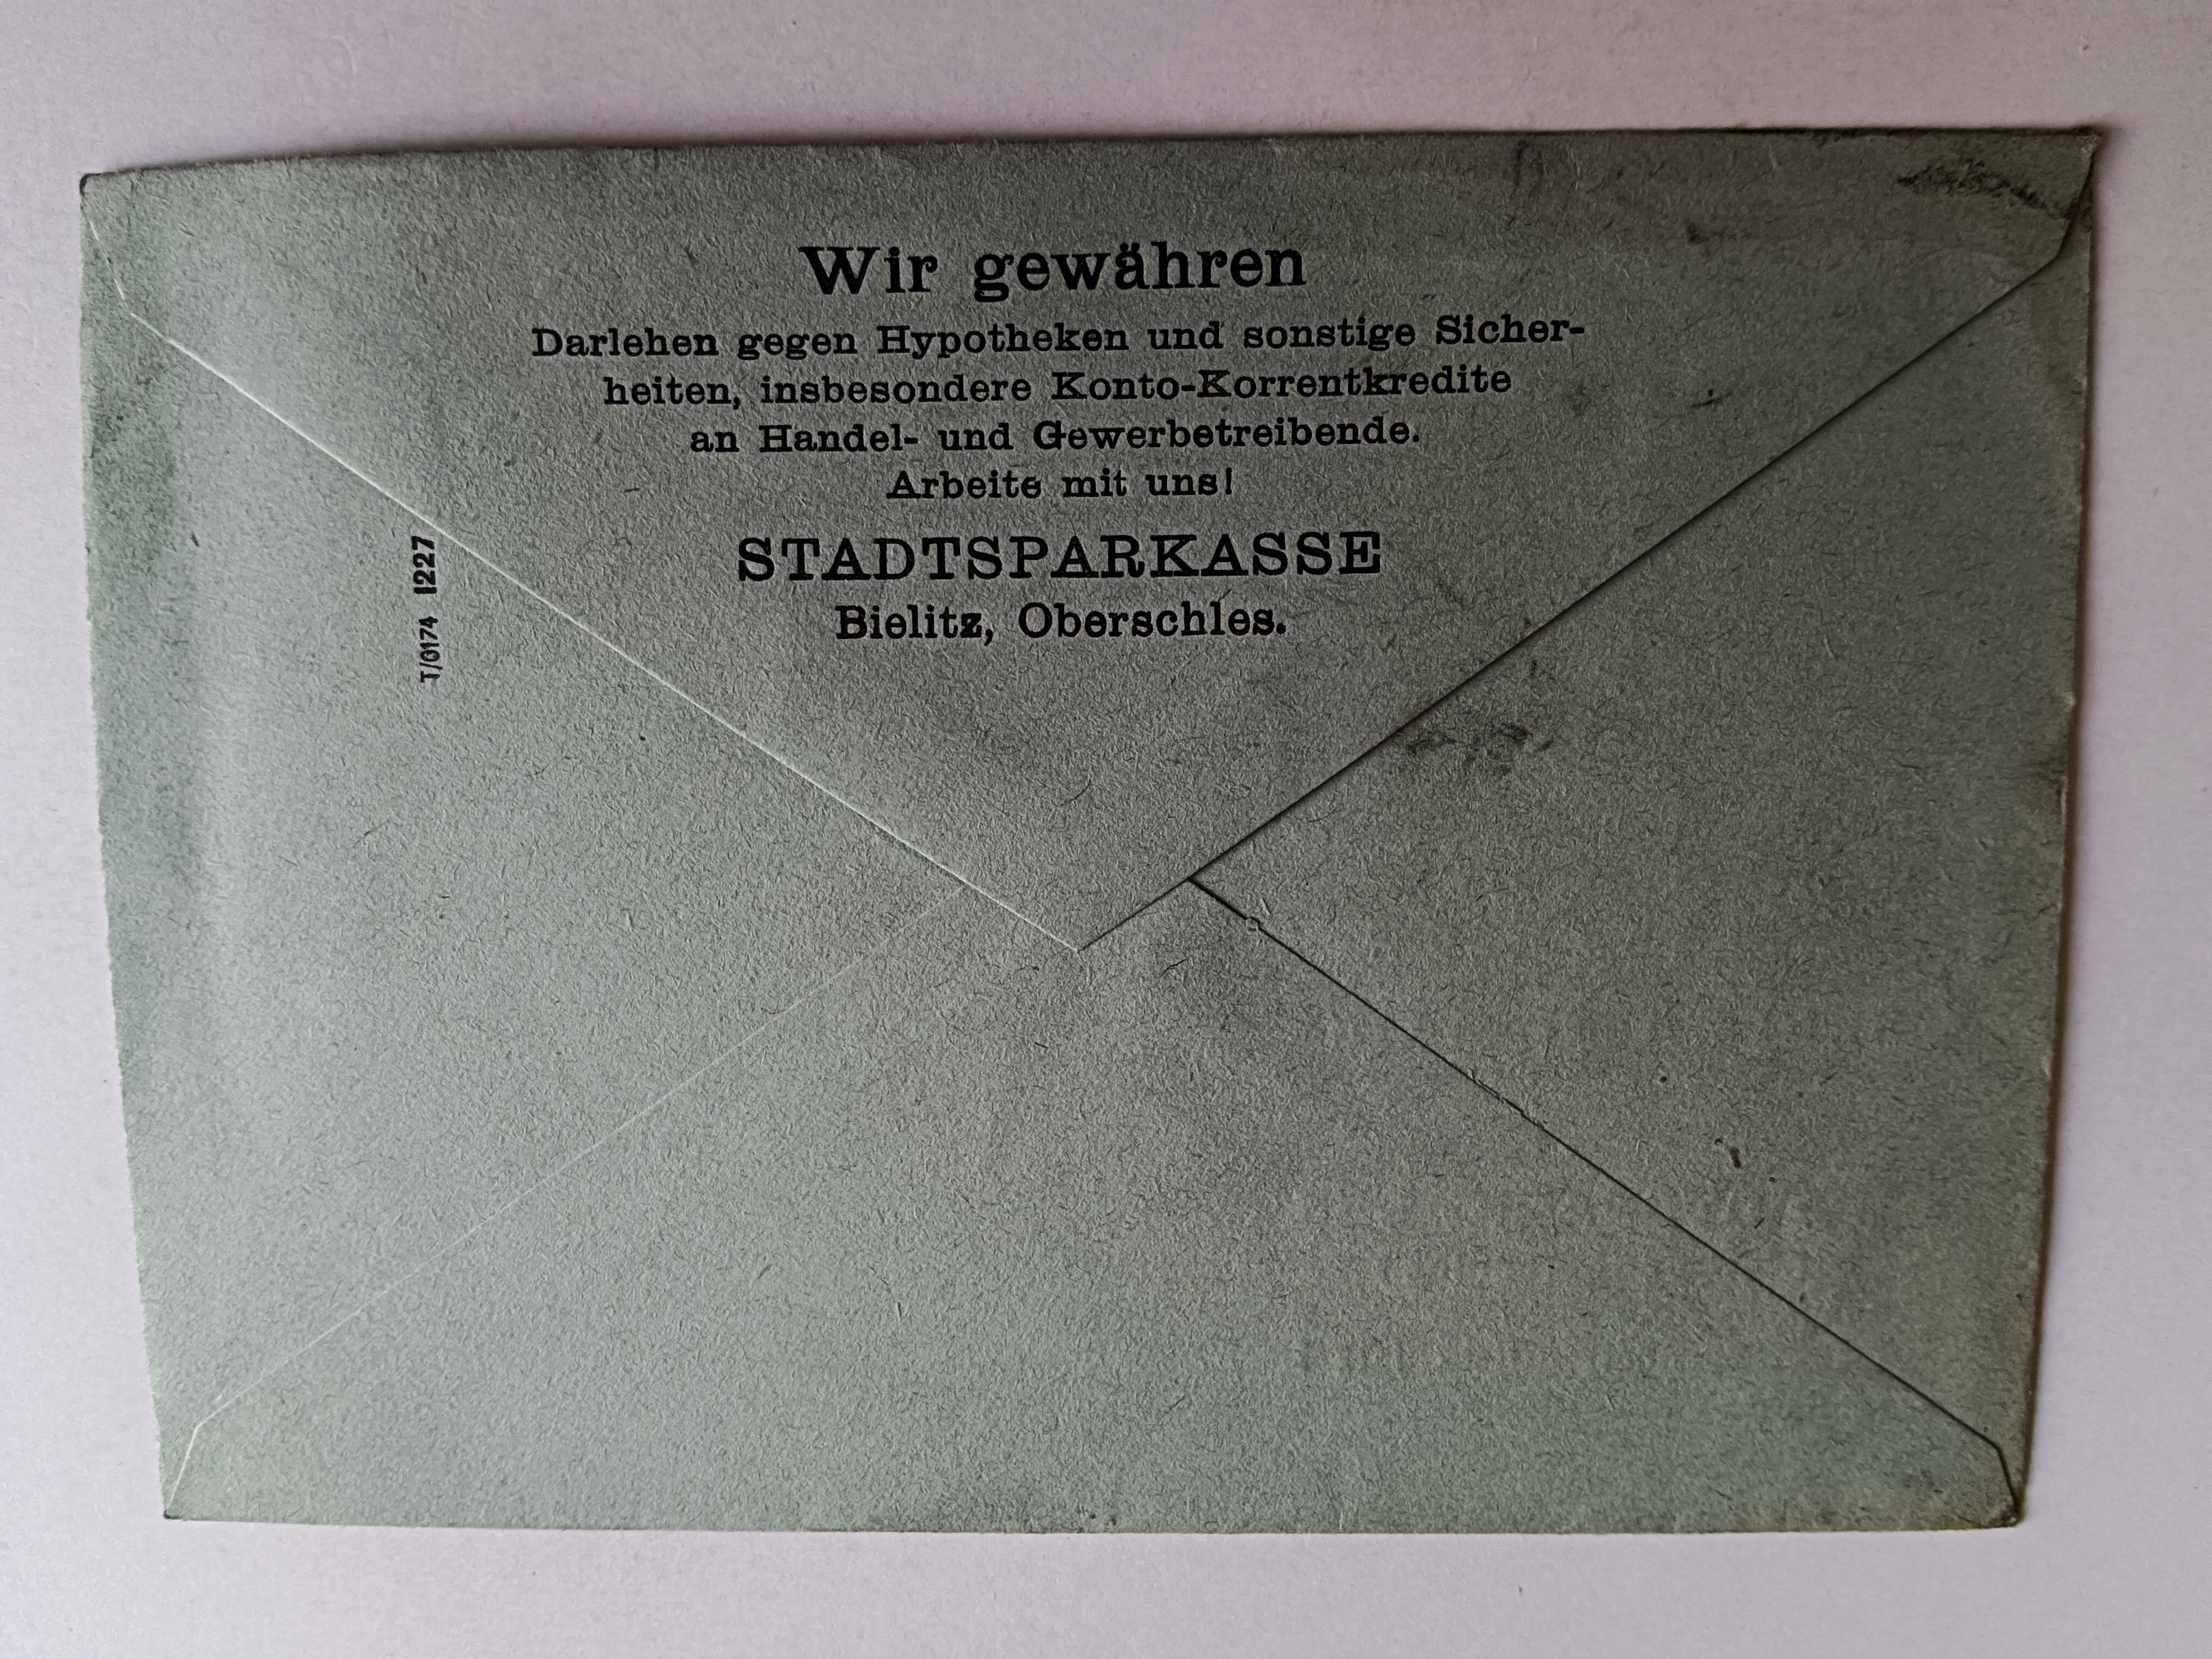 Wir gewähren
Darlehen gegen Hypotheken und sonstige Sicher-
heiten, insbesondere Konto-Korrentkredite
an Handel- und Gewerbetreibende.
Arbeite mit uns!
STADTSPARKASSE
Bielitz, Oberschles.
T/0174 1227